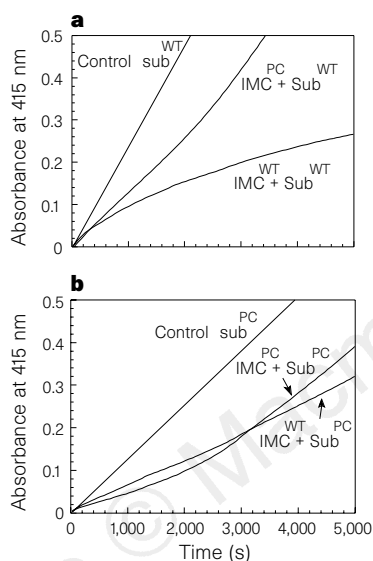 a
Absorbance at 415 nm
0.5
0.4
0.3
0.2
0.1
0
Control sub WT
IMC PC + Sub WT
IMC WT + Sub WT
b
Absorbance at 415 nm
0.5
0.4
0.3
0.2
0.1
0
Control sub PC
IMC PC + Sub PC
IMC WT + Sub PC
0 1,000 2,000 3,000 4,000 5,000
Time (s)
© Macm